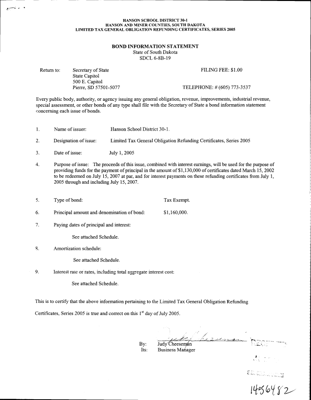 HANSON SCHOOL DISTRICT 30-1
HANSON AND MINER COUNTIES, SOUTH DAKOTA
LIMITED TAX GENERAL OBLIGATION REFUNDING CERTIFICATES, SERIES 2005
BOND INFORMATION STATEMENT
State of South Dakota
SDCL 6-8B-19
Return to: Secretary of State FILING FEE: $1.00
State Capitol
500 E. Capitol
Pierre, SD 57501-5077 TELEPHONE: # (605) 773-3537
Every public body, authority, or agency issuing any general obligation, revenue, improvements, industrial revenue,
special assessment, or other bonds of any type shall file with the Secretary of State a bond information statement
concerning each issue of bonds.
1. Name of issuer: Hanson School District 30-1.
2. Designation of issue: Limited Tax General Obligation Refunding Certificates, Series 2005
3. Date of issue: July 1, 2005
4. Purpose of issue: The proceeds of this issue, combined with interest earnings, will be used for the purpose of
providing funds for the payment of principal in the amount of $1,130,000 of certificates dated March 15, 2002
to be redeemed on July 15, 2007 at par, and for interest payments on these refunding certificates from July 1,
2005 through and including July 15, 2007.
5. Type of bond: Tax Exempt.
6. Principal amount and denomination of bond: $1,160,000.
7. Paying dates of principal and interest:
See attached Schedule.
8. Amortization schedule:
See attached Schedule.
9. Interest rate or rates, including total aggregate interest cost:
See attached Schedule.
This is to certify that the above information pertaining to the Limited Tax General Obligation Refunding
Certificates, Series 2005 is true and correct on this 1st day of July 2005.
By: Judy Cheeseman
Its: Business Manager
1456482